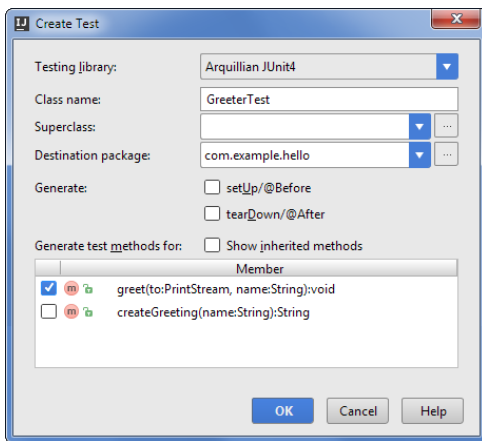 IJ Create Test
Testing library: Arquillian JUnit4
Class name: GreeterTest
Superclass: ...
Destination package: com.example.hello ...
Generate: setUp/@Before
tearDown/@After
Generate test methods for: Show inherited methods
Member
m greet(to:PrintStream, name:String):void
m createGreeting(name:String):String
OK Cancel Help